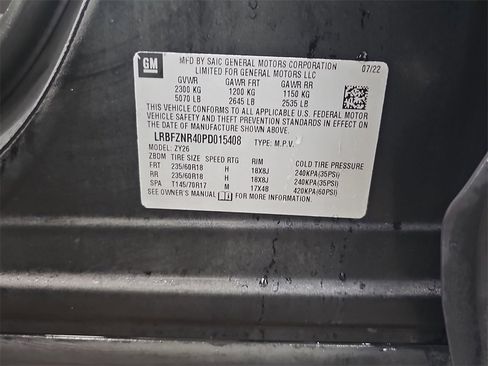 GM
MFD BY SAIC GENERAL MOTORS CORPORATION
LIMITED FOR GENERAL MOTORS LLC 07/22
GVWR GAWR FRT GAWR RR
2300 KG 1200 KG 1150 KG
5070 LB 2645 LB 2535 LB
THIS VEHICLE CONFORMS TO ALL APPLICABLE U.S. FEDERAL MOTOR
VEHICLE SAFETY, BUMPER, AND THEFT PREVENTION STANDARDS IN
EFFECT ON THE DATE OF MANUFACTURE SHOWN ABOVE.
LRBFZNR40PD015408 TYPE: M.P.V.
MODEL: ZY26
ZBDM TIRE SIZE SPEED RTG RIM COLD TIRE PRESSURE
FRT 235/60R18 H 18X8J 240KPA(35PSI)
RR 235/60R18 H 18X8J 240KPA(35PSI)
SPA T145/70R17 M 17X4B 420KPA(60PSI)
SEE OWNER'S MANUAL FOR MORE INFORMATION.